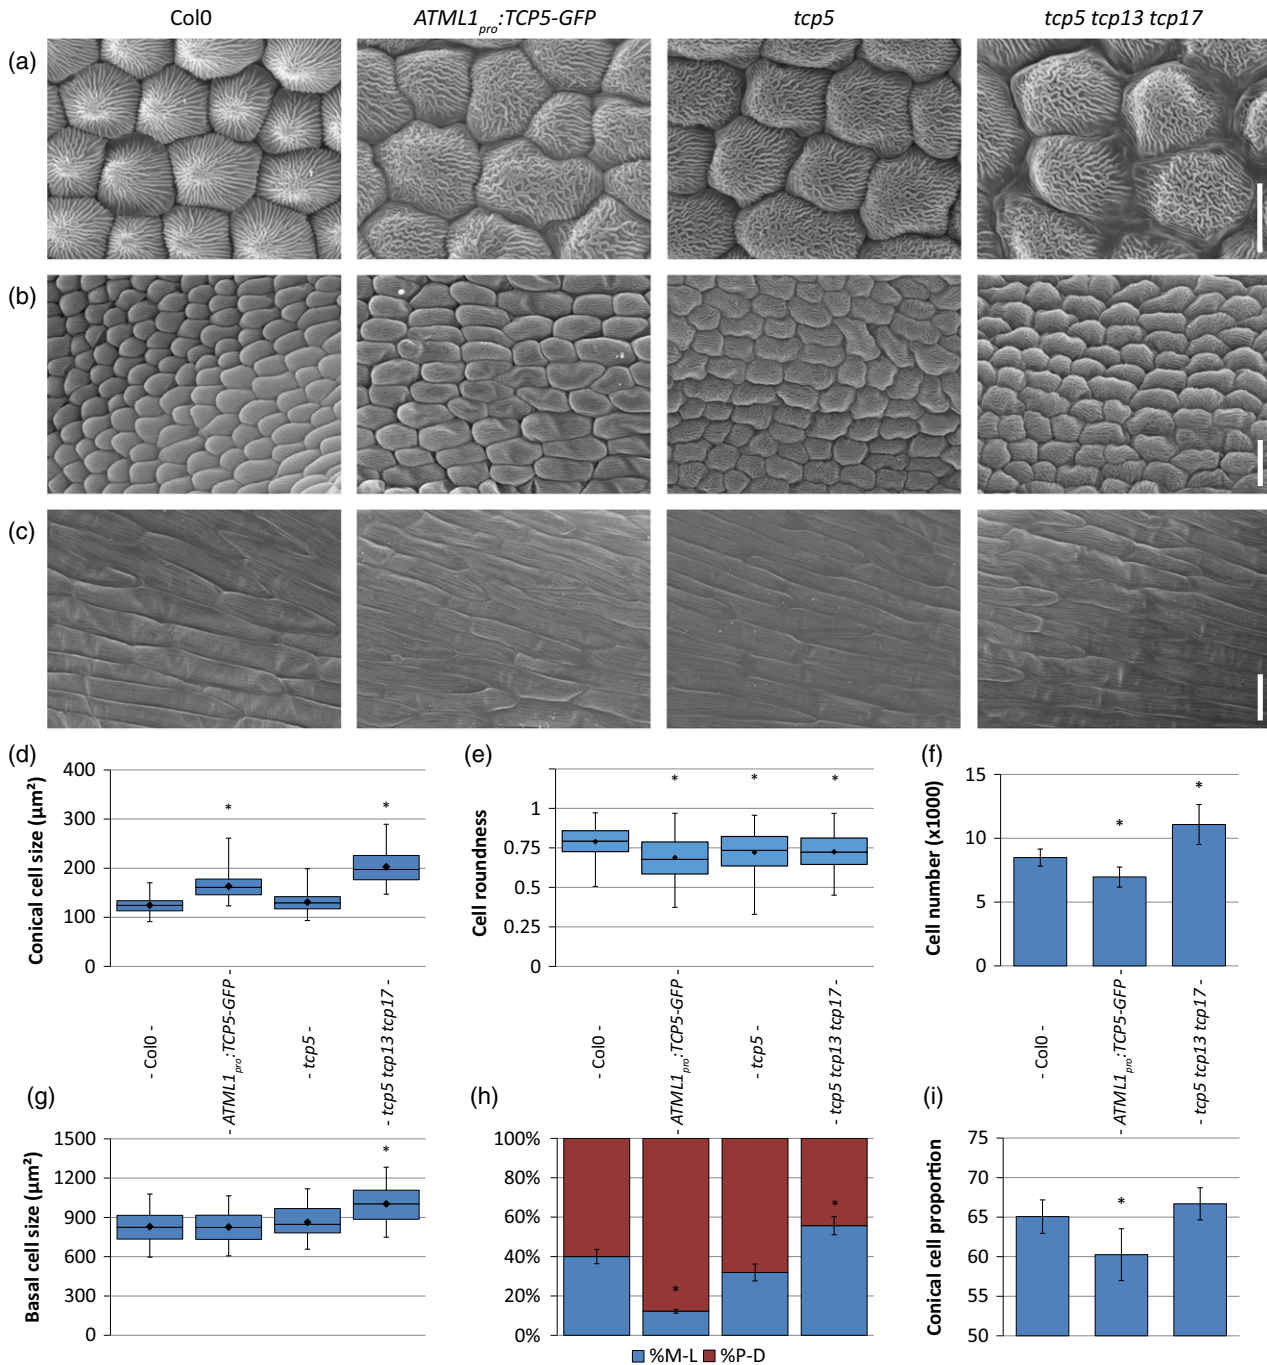 Col0 ATML1pro:TCP5-GFP tcp5 tcp5 tcp13 tcp17
(a)
(b)
(c)
(d)
Conical cell size (µm²)
400
300
200
100
0
*
*
(e)
Cell roundness
1
0.75
0.5
0.25
0
*
*
*
(f)
Cell number (x1000)
15
10
5
0
*
*
- Col0 -
- ATML1pro:TCP5-GFP -
- tcp5 -
- tcp5 tcp13 tcp17 -
- Col0 -
- ATML1pro:TCP5-GFP -
- tcp5 -
- tcp5 tcp13 tcp17 -
- Col0 -
- ATML1pro:TCP5-GFP -
- tcp5 tcp13 tcp17 -
(g)
Basal cell size (µm²)
1500
1200
900
600
300
0
*
(h)
100%
80%
60%
40%
20%
0%
*
*
%M-L %P-D
(i)
Conical cell proportion
75
70
65
60
55
50
*